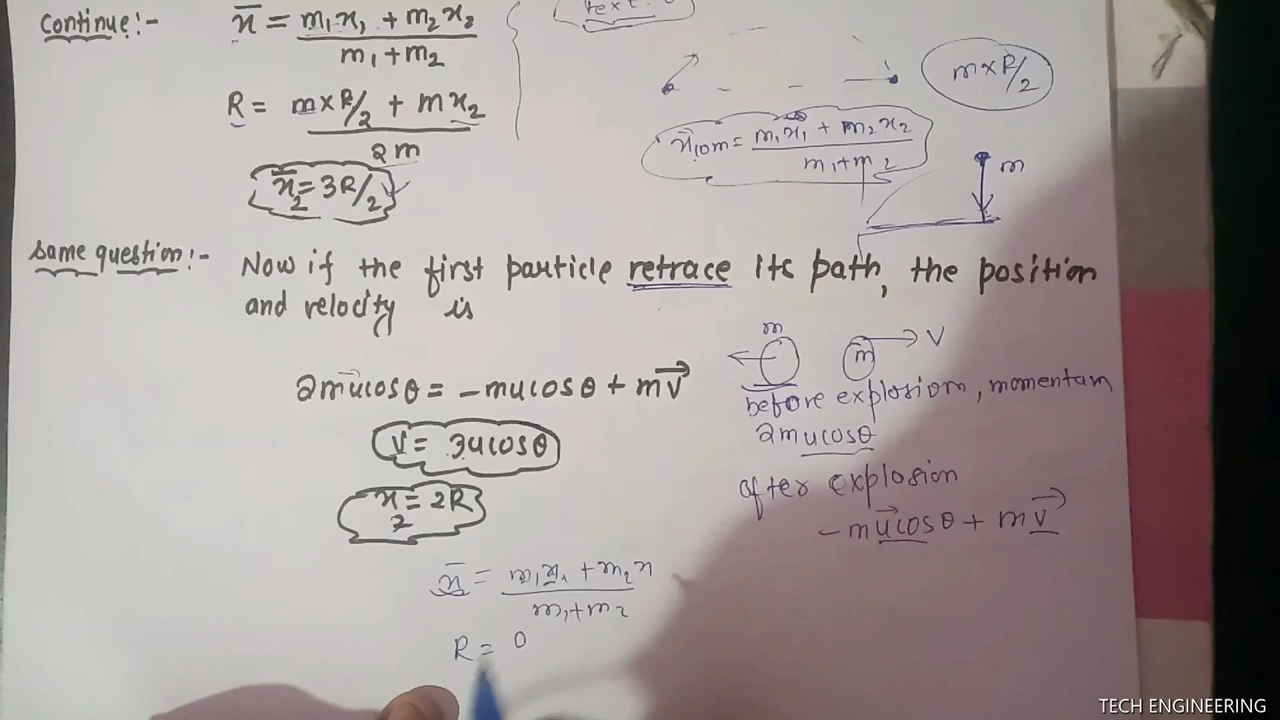 Continue:-
x̄ = m₁x₁ + m₂x₂
m₁+m₂
R = m×R/2 + mx₂
2m
x₂ = 3R/2
m×R/2
x⃗com = m₁x₁ + m₂x₂
m₁+m₂
m
same question:- Now if the first particle retrace its path, the position
and velocity is
m
m
V
2mucosθ = -mucosθ + mv⃗
before explosion, momentum
V = 3ucosθ
2mucosθ
x₂ = 2R
after explosion
-mucosθ + mv⃗
x̄ = m₁x₁ + m₂x
m₁+m₂
R = 0
TECH ENGINEERING